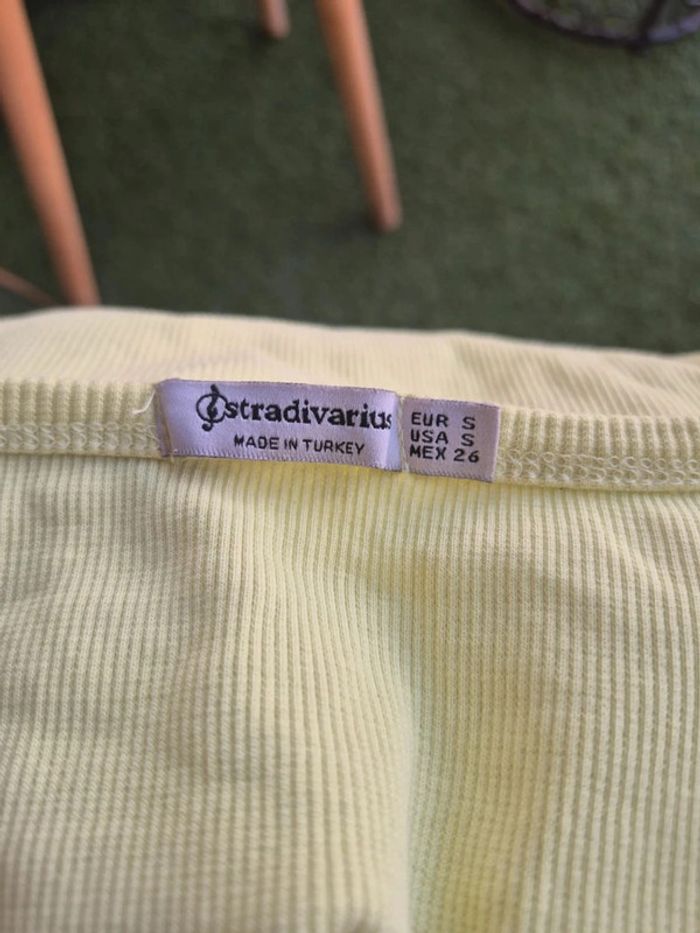 stradivarius
MADE IN TURKEY
EUR S
USA S
MEX 26